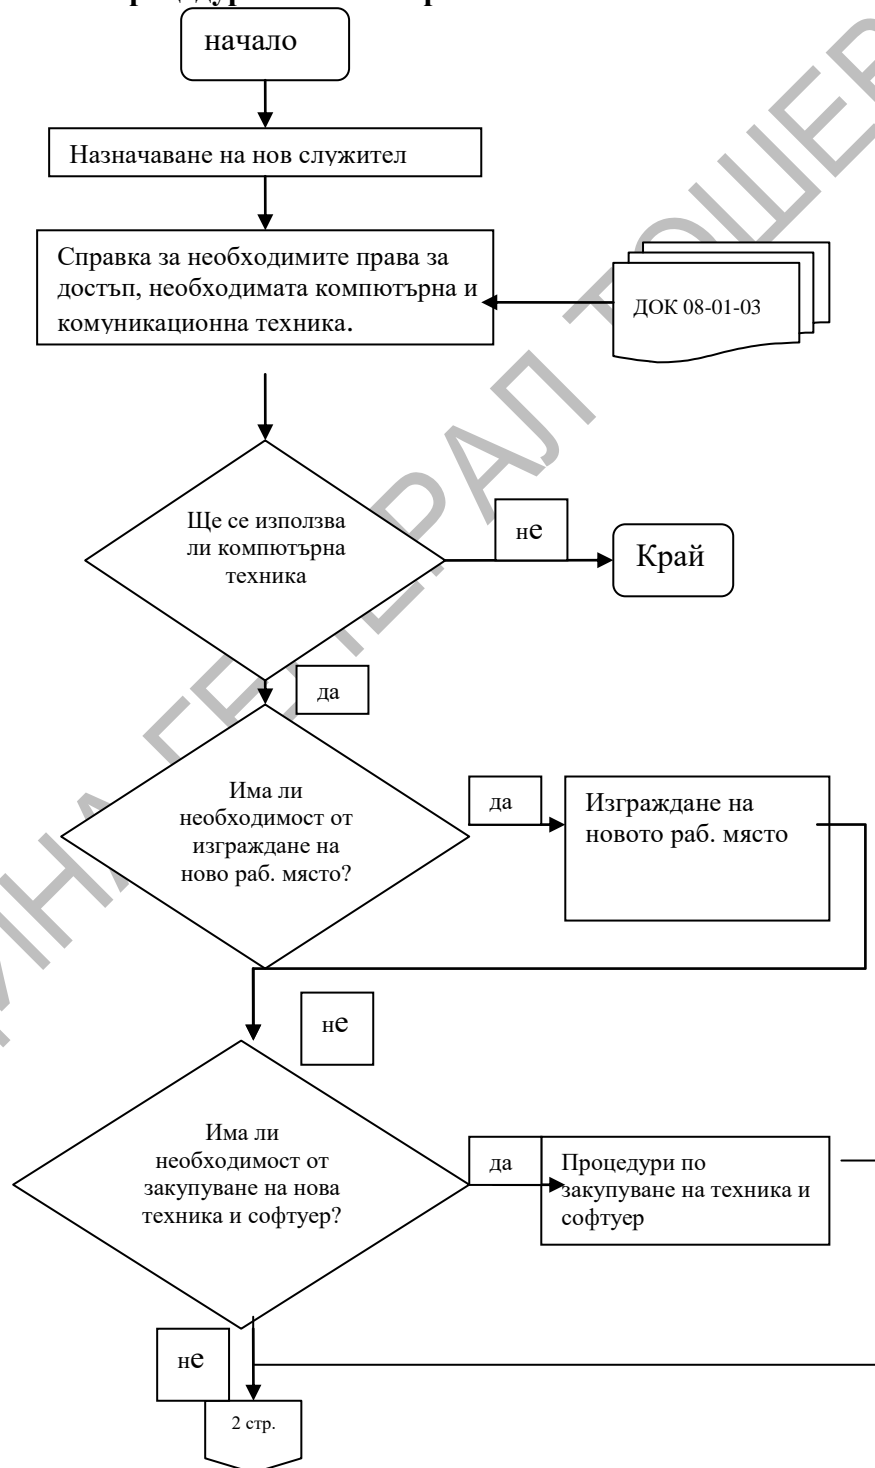 начало
Назначаване на нов служител
Справка за необходимите права за
достъп, необходимата компютърна и
комуникационна техника.
ДОК 08-01-03
Ще се използва
ли компютърна
техника
не
Край
да
Има ли
необходимост от
изграждане на
ново раб. място?
да
Изграждане на
новото раб. място
не
Има ли
необходимост от
закупуване на нова
техника и софтуер?
да
Процедури по
закупуване на техника и
софтуер
не
2 стр.